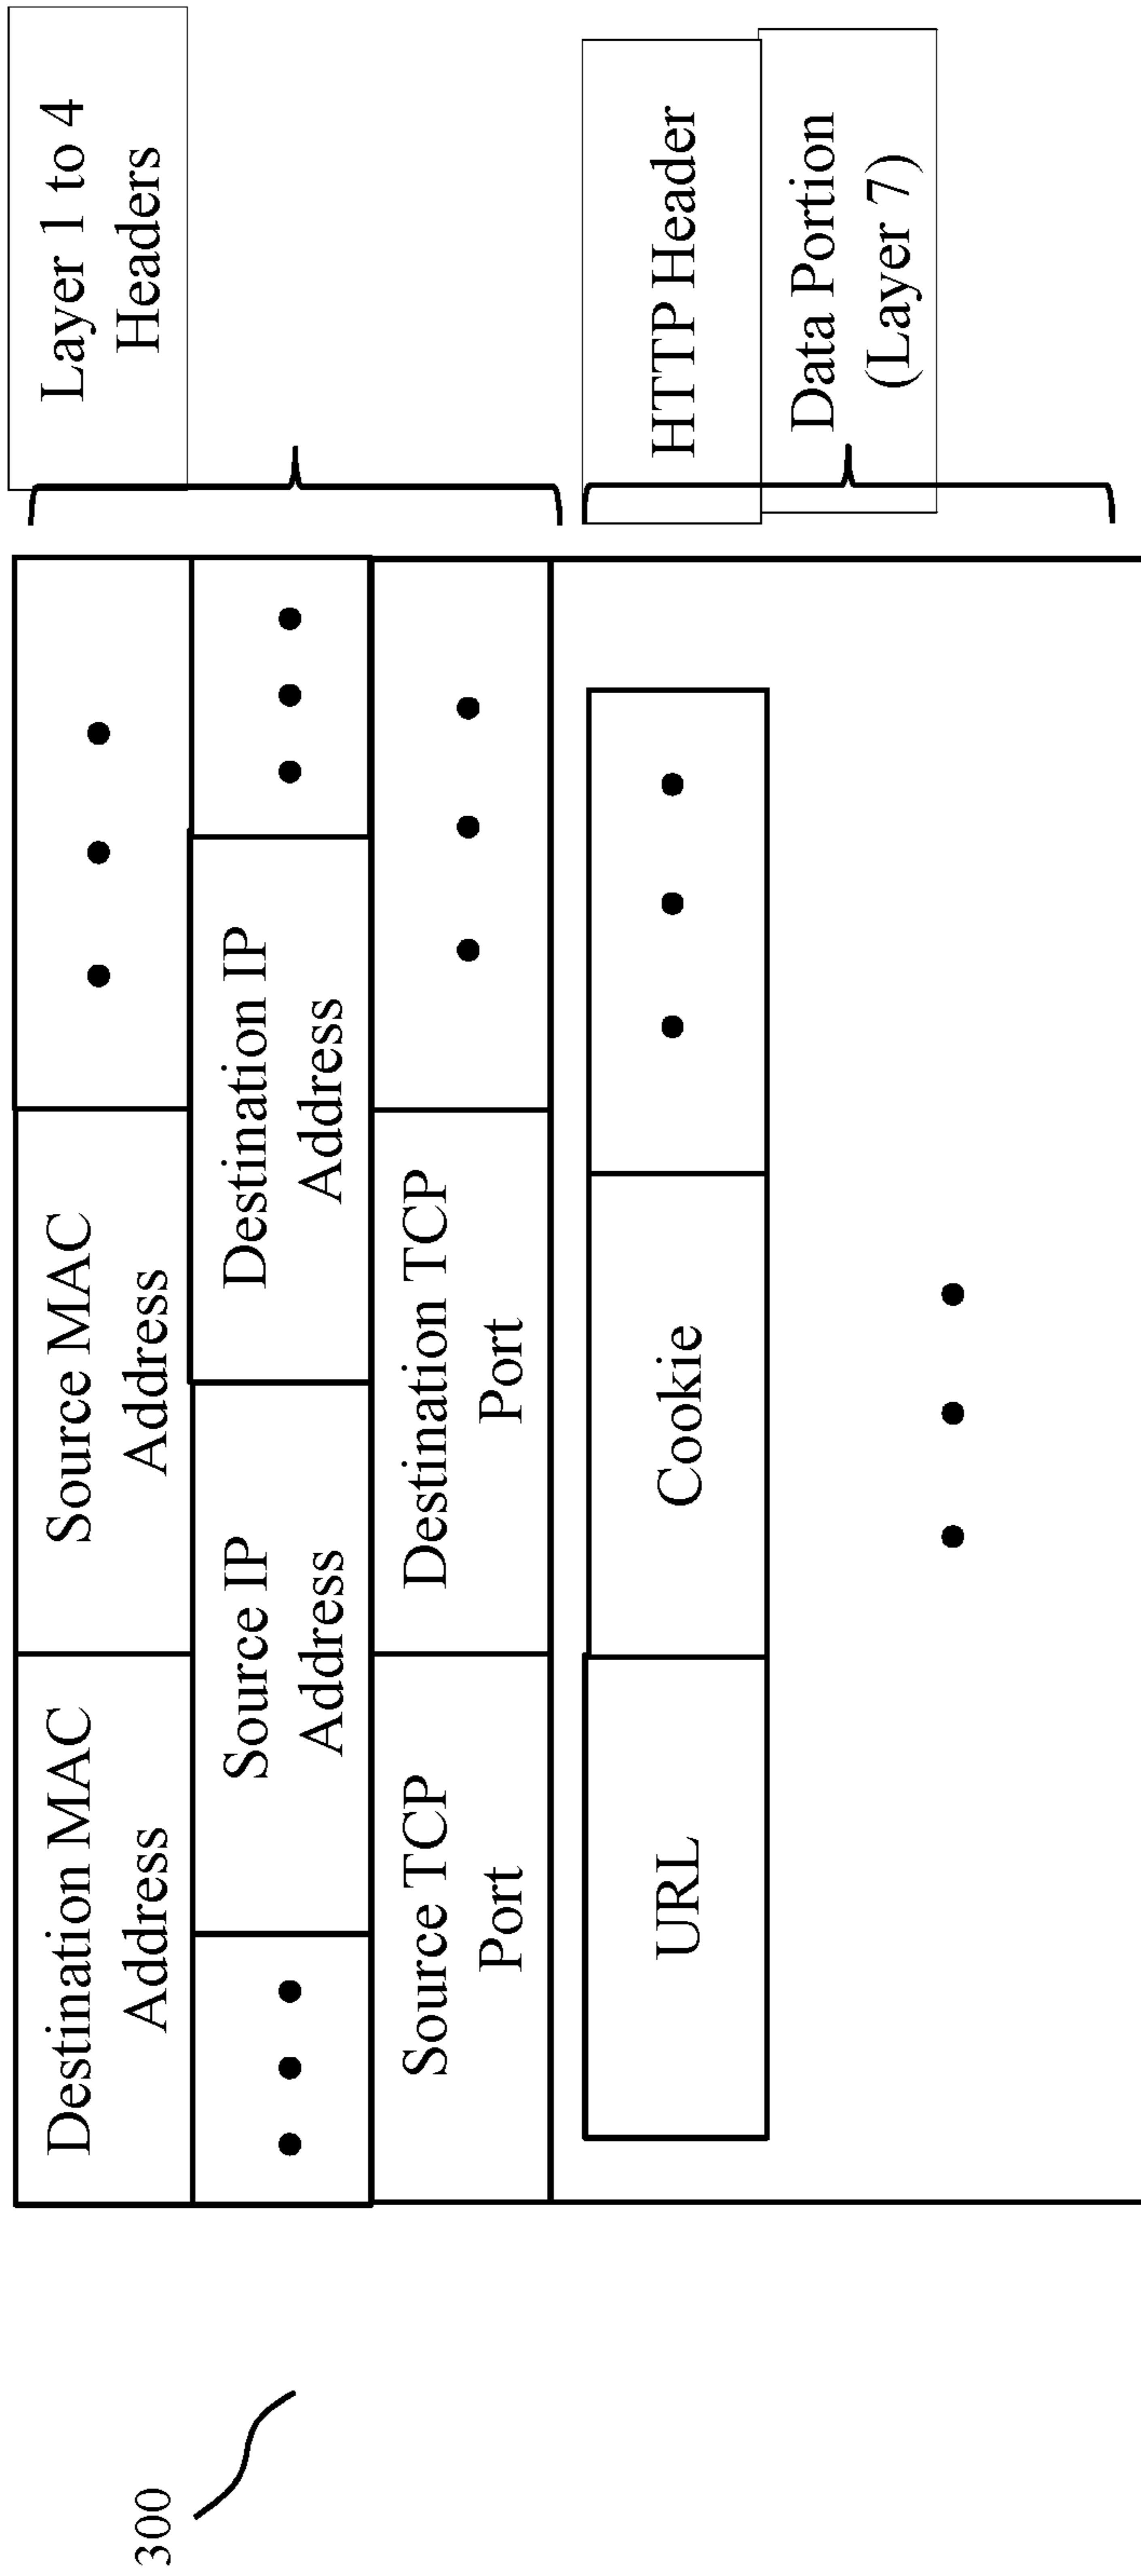 300
Destination MAC
Address
Source MAC
Address
Layer 1 to 4
Headers
Source IP
Address
Destination IP
Address
Source TCP
Port
Destination TCP
Port
URL
Cookie
HTTP Header
Data Portion
(Layer 7)